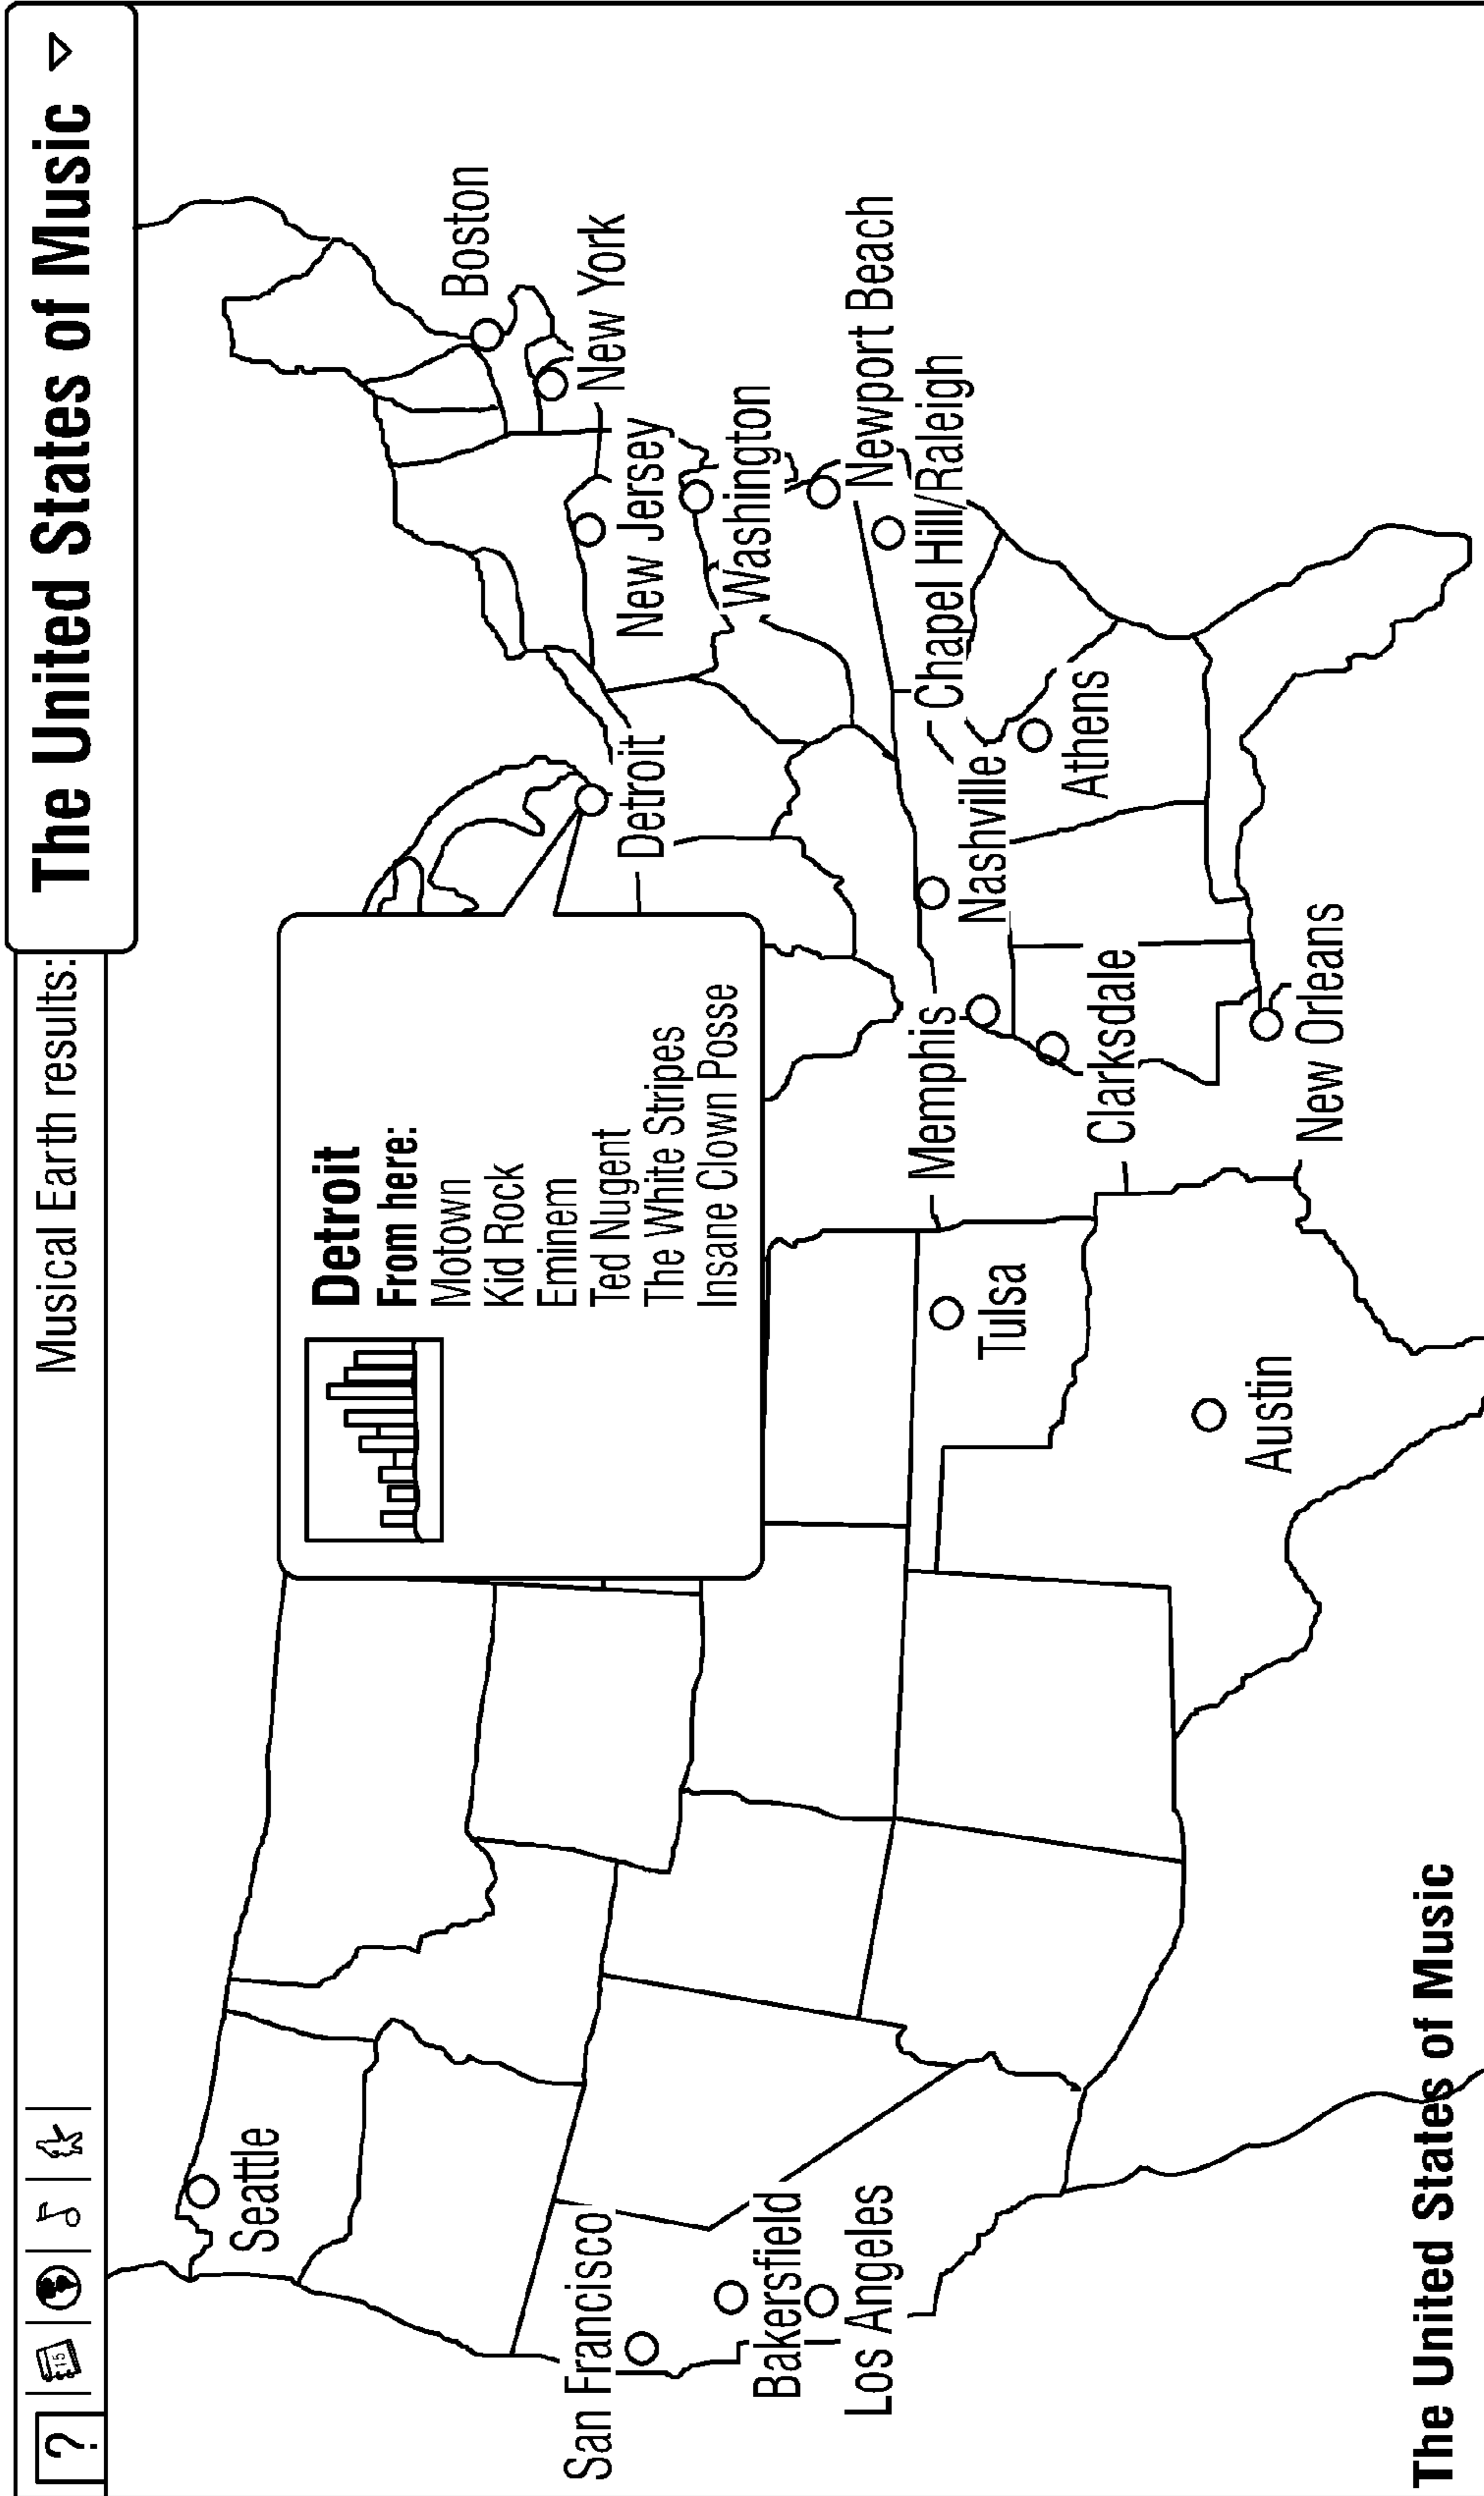 ?
15
Musical Earth results:
The United States of Music
Seattle
San Francisco
Bakersfield
Los Angeles
Detroit
From here:
Motown
Kid Rock
Eminem
Ted Nugent
The White Stripes
Insane Clown Posse
Boston
New York
New Jersey
Detroit
Washington
Newport Beach
Chapel Hill/Raleigh
Nashville
Memphis
Tulsa
Athens
Clarksdale
Austin
New Orleans
The United States of Music